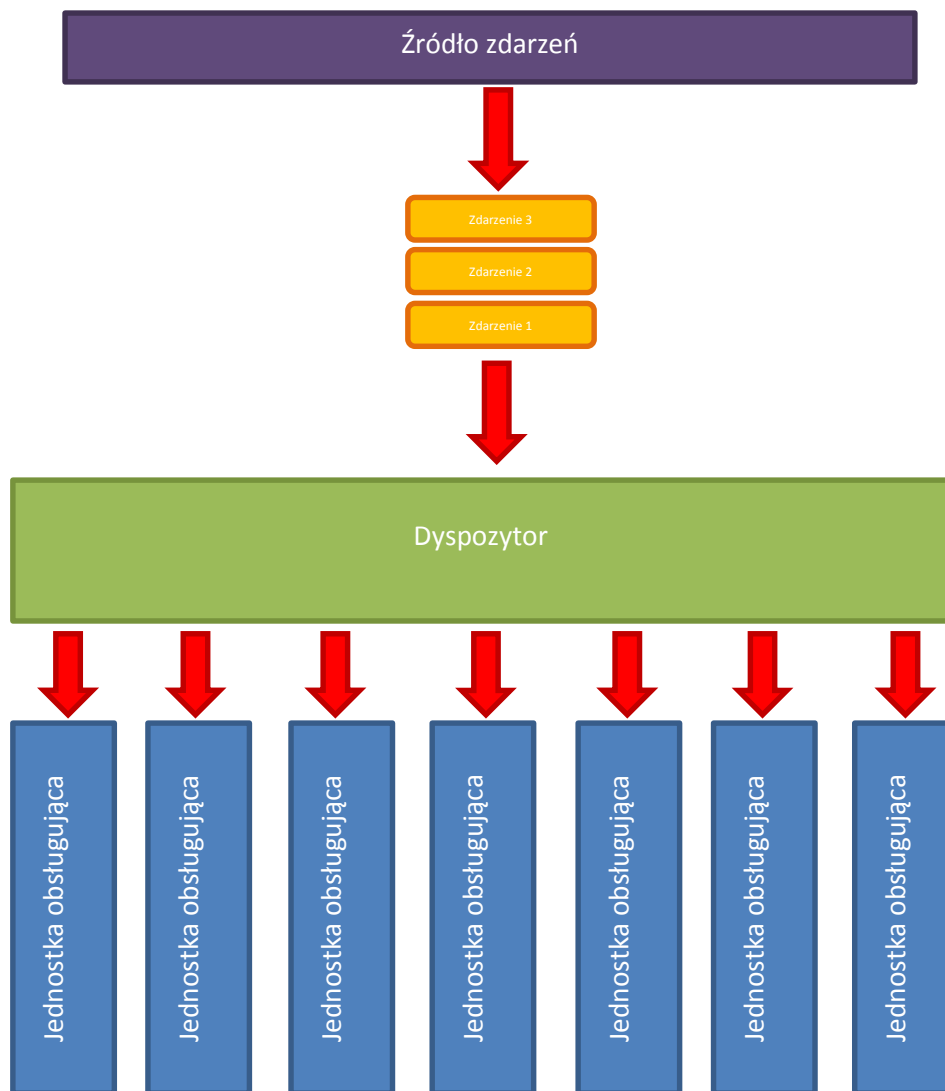 Źródło zdarzeń
Zdarzenie 3
Zdarzenie 2
Zdarzenie 1
Dyspozytor
Jednostka obsługująca
Jednostka obsługująca
Jednostka obsługująca
Jednostka obsługująca
Jednostka obsługująca
Jednostka obsługująca
Jednostka obsługująca